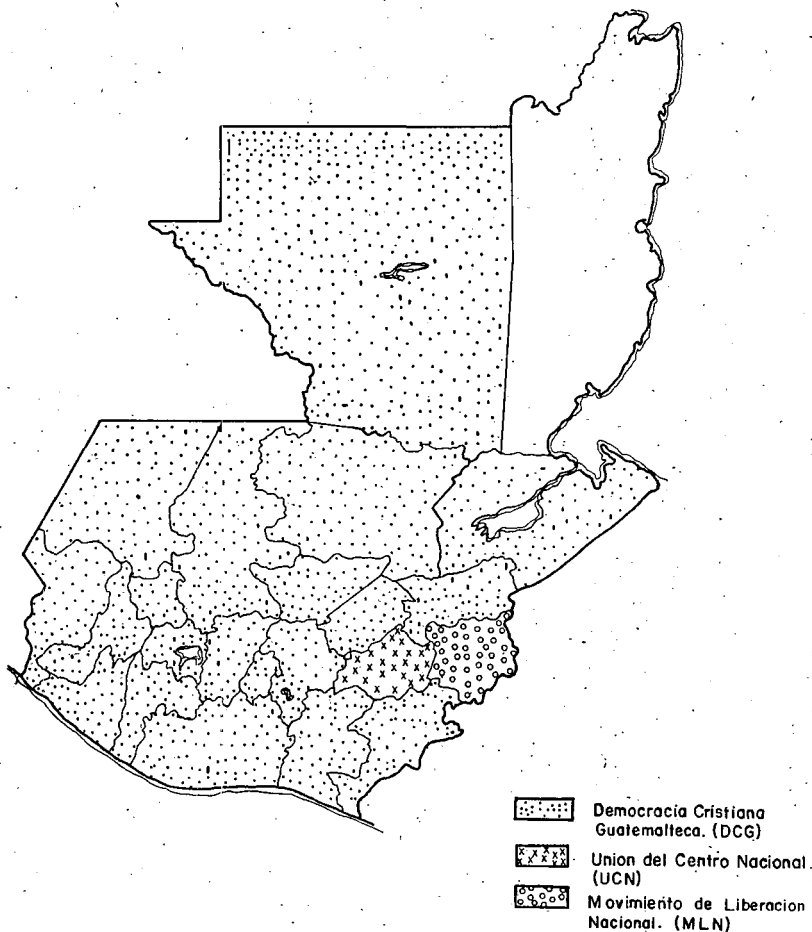 Democracia Cristiana
Guatemalteca. (DCG)
Union del Centro Nacional.
(UCN)
Movimiento de Liberacion
Nacional. (MLN)